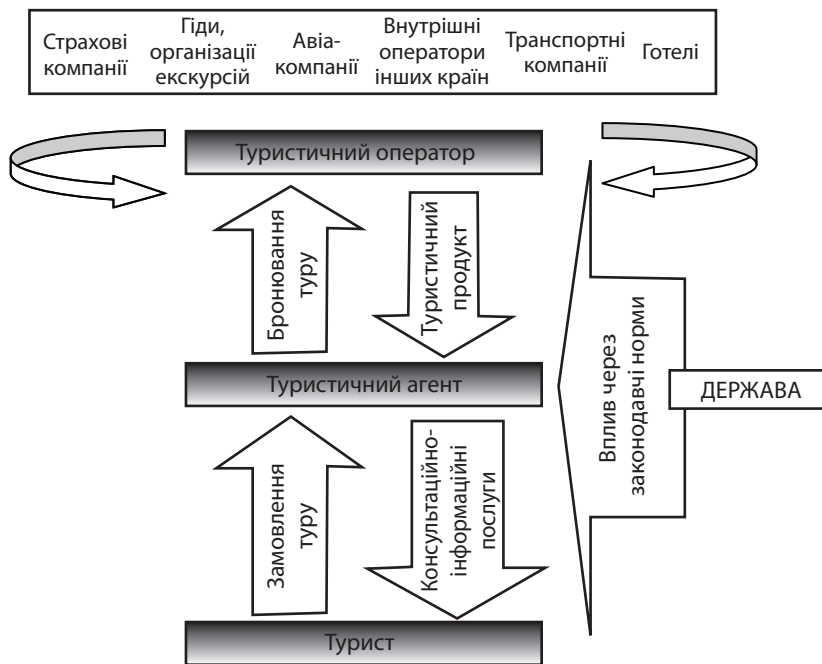 Страхові
компанії
Гіди,
організації
екскурсій
Авіа-
компанії
Внутрішні
оператори
інших країн
Транспортні
компанії
Готелі
Туристичний оператор
Бронювання
туру
Туристичний
продукт
Туристичний агент
Замовлення
туру
Консультаційно-
інформаційні
послуги
Турист
Вплив через
законодавчі норми
ДЕРЖАВА